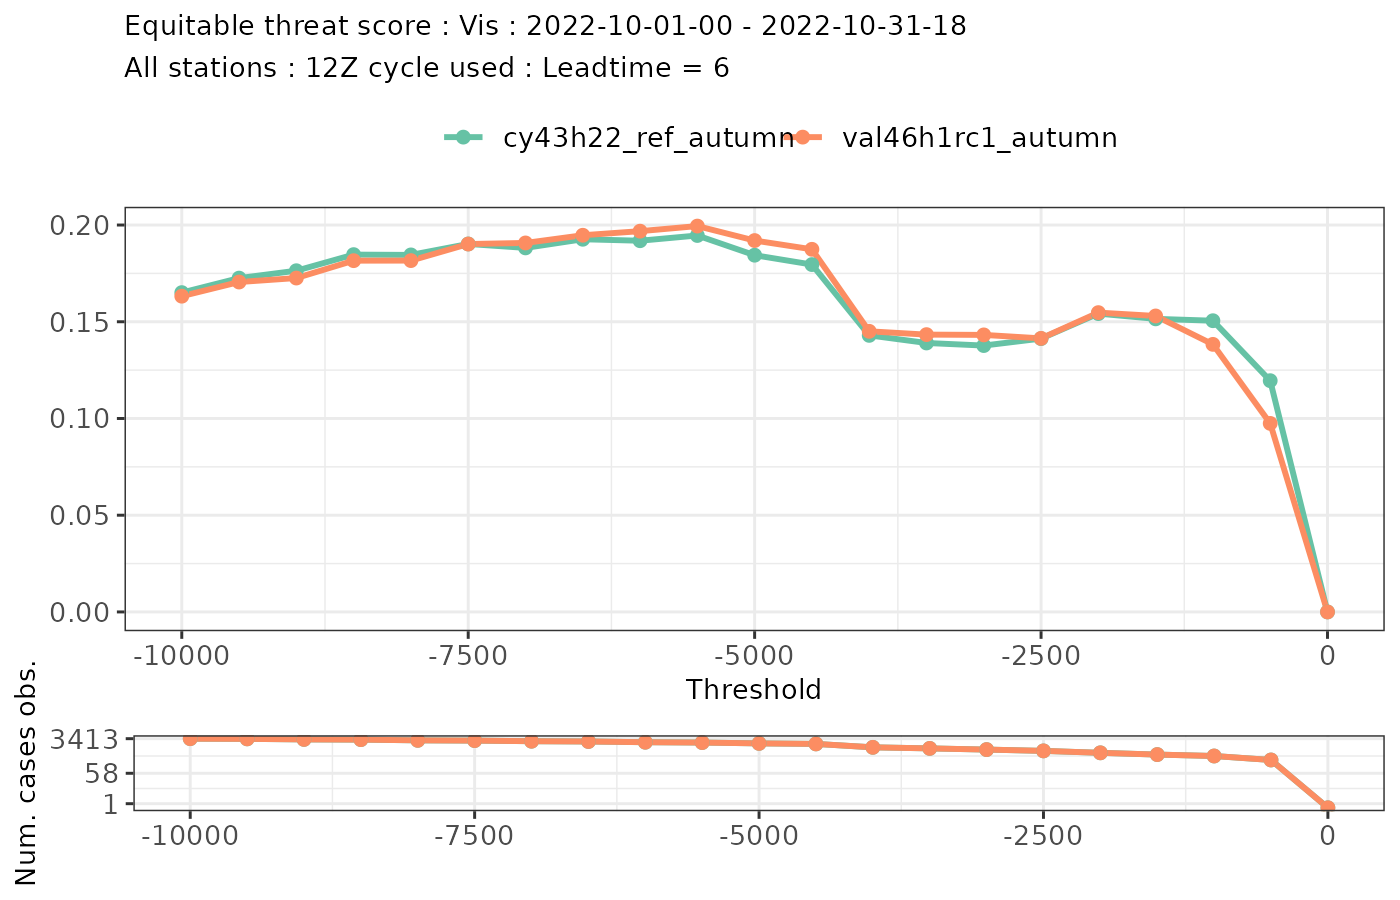 Equitable threat score : Vis : 2022-10-01-00 - 2022-10-31-18
All stations : 12Z cycle used : Leadtime = 6
cy43h22_ref_autumn val46h1rc1_autumn
0.20
0.15
0.10
0.05
0.00
-10000 -7500 -5000 -2500 0
Threshold
Num. cases obs.
3413
58
1
-10000 -7500 -5000 -2500 0